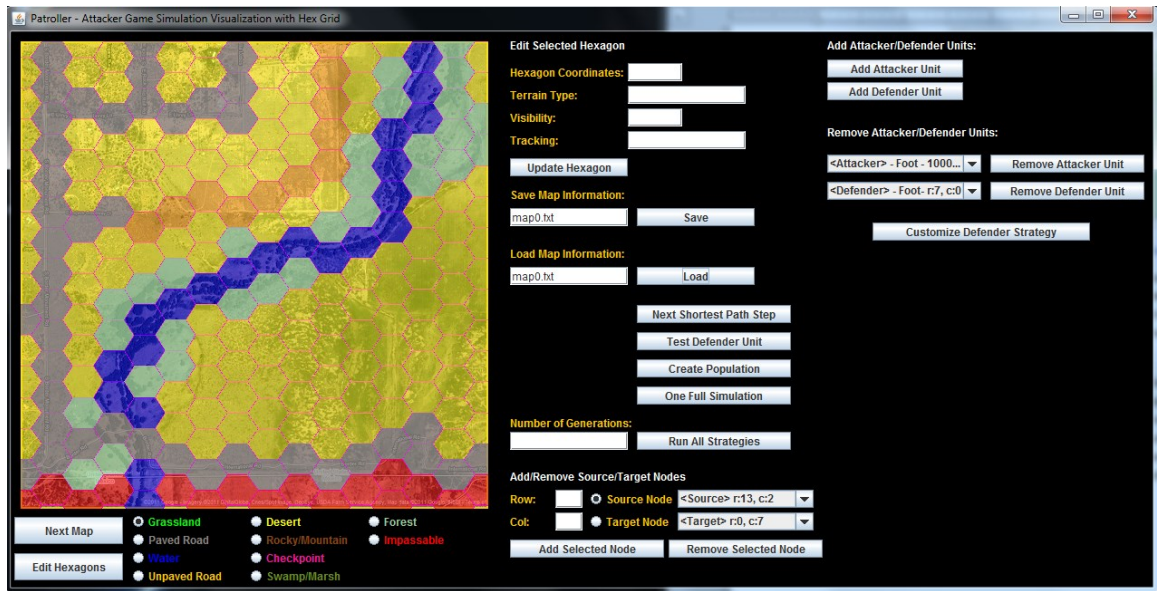 Patroller - Attacker Game Simulation Visualization with Hex Grid
Edit Selected Hexagon
Hexagon Coordinates:
Terrain Type:
Visibility:
Tracking:
Update Hexagon
Save Map Information:
map0.txt Save
Load Map Information:
map0.txt Load
Next Shortest Path Step
Test Defender Unit
Create Population
One Full Simulation
Number of Generations:
Run All Strategies
Add/Remove Source/Target Nodes
Row: Source Node <Source> r:13, c:2
Col: Target Node <Target> r:0, c:7
Add Selected Node Remove Selected Node
Add Attacker/Defender Units:
Add Attacker Unit
Add Defender Unit
Remove Attacker/Defender Units:
<Attacker> - Foot - 1000... Remove Attacker Unit
<Defender> - Foot- r:7, c:0 Remove Defender Unit
Customize Defender Strategy
Next Map
Edit Hexagons
Grassland Desert Forest
Paved Road Rocky/Mountain Impassable
Water Checkpoint
Unpaved Road Swamp/Marsh